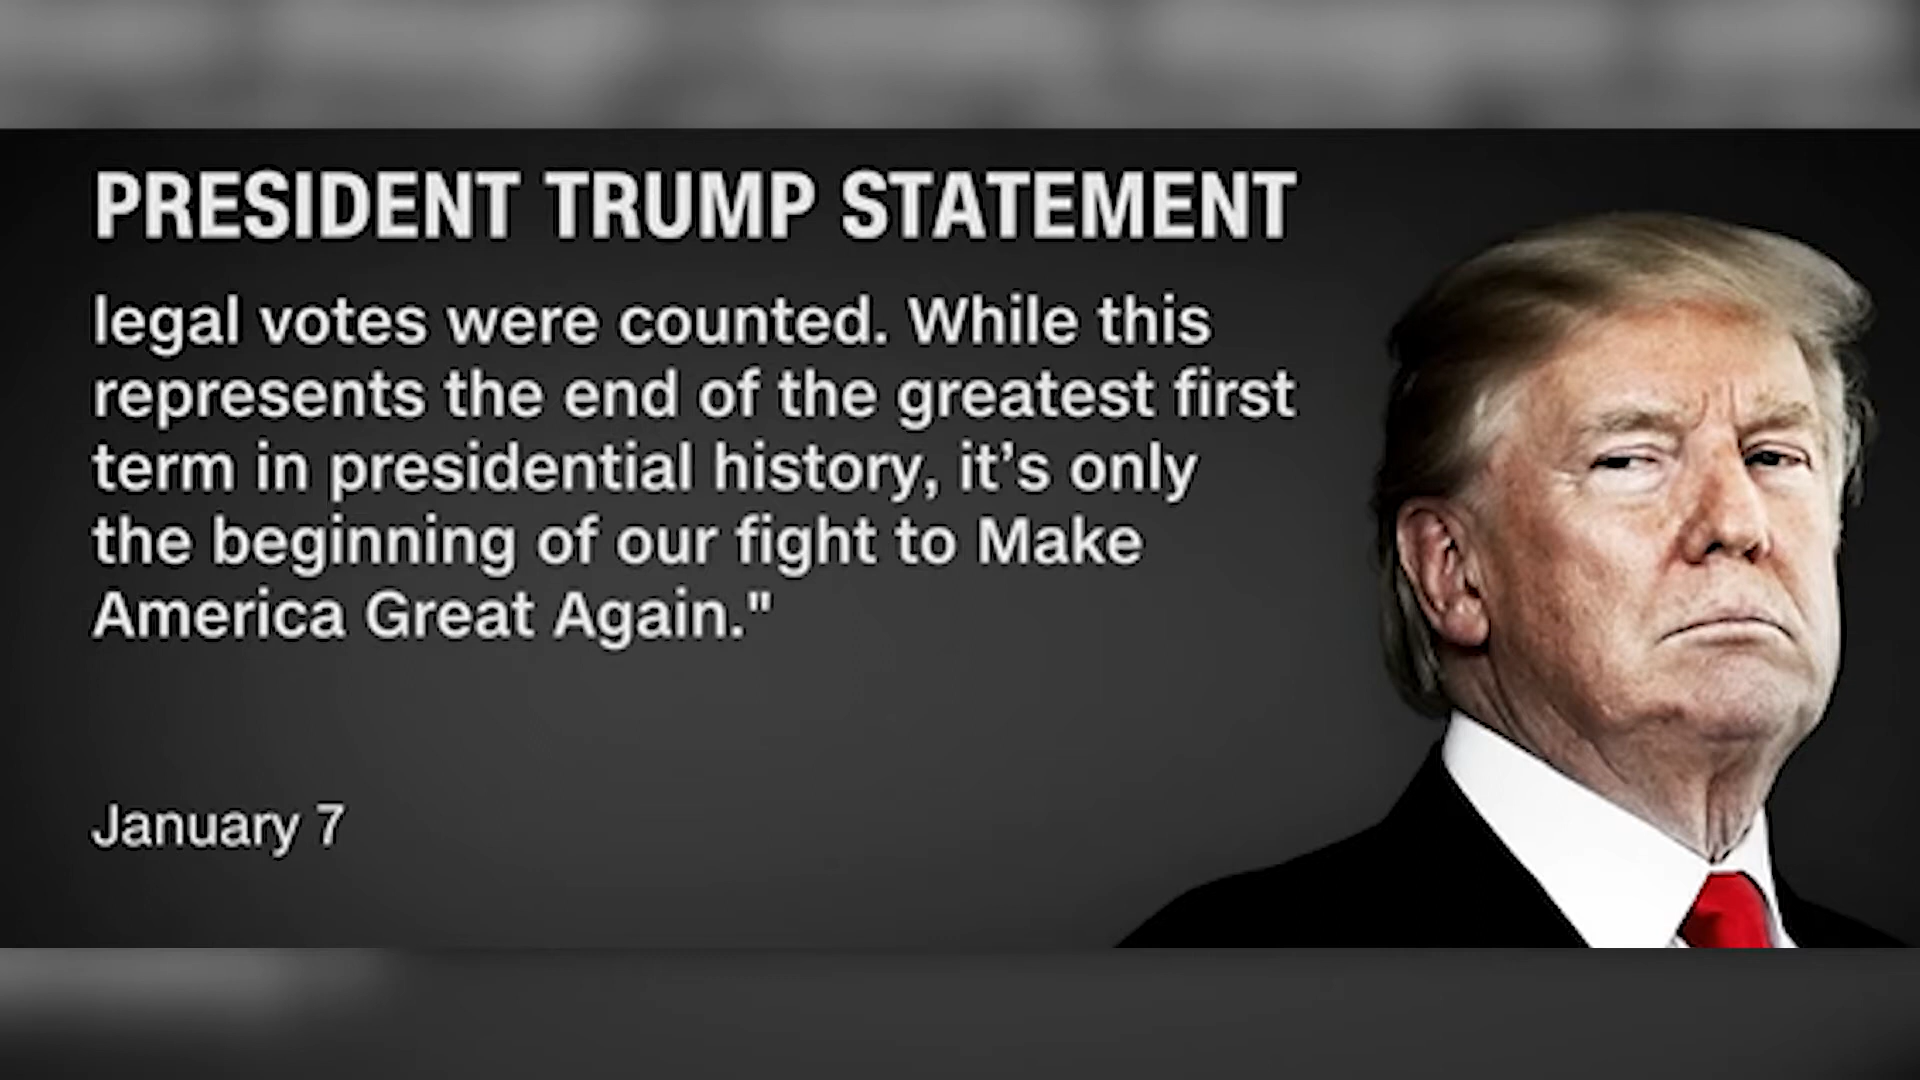 PRESIDENT TRUMP STATEMENT
legal votes were counted. While this
represents the end of the greatest first
term in presidential history, it’s only
the beginning of our fight to Make
America Great Again."
January 7